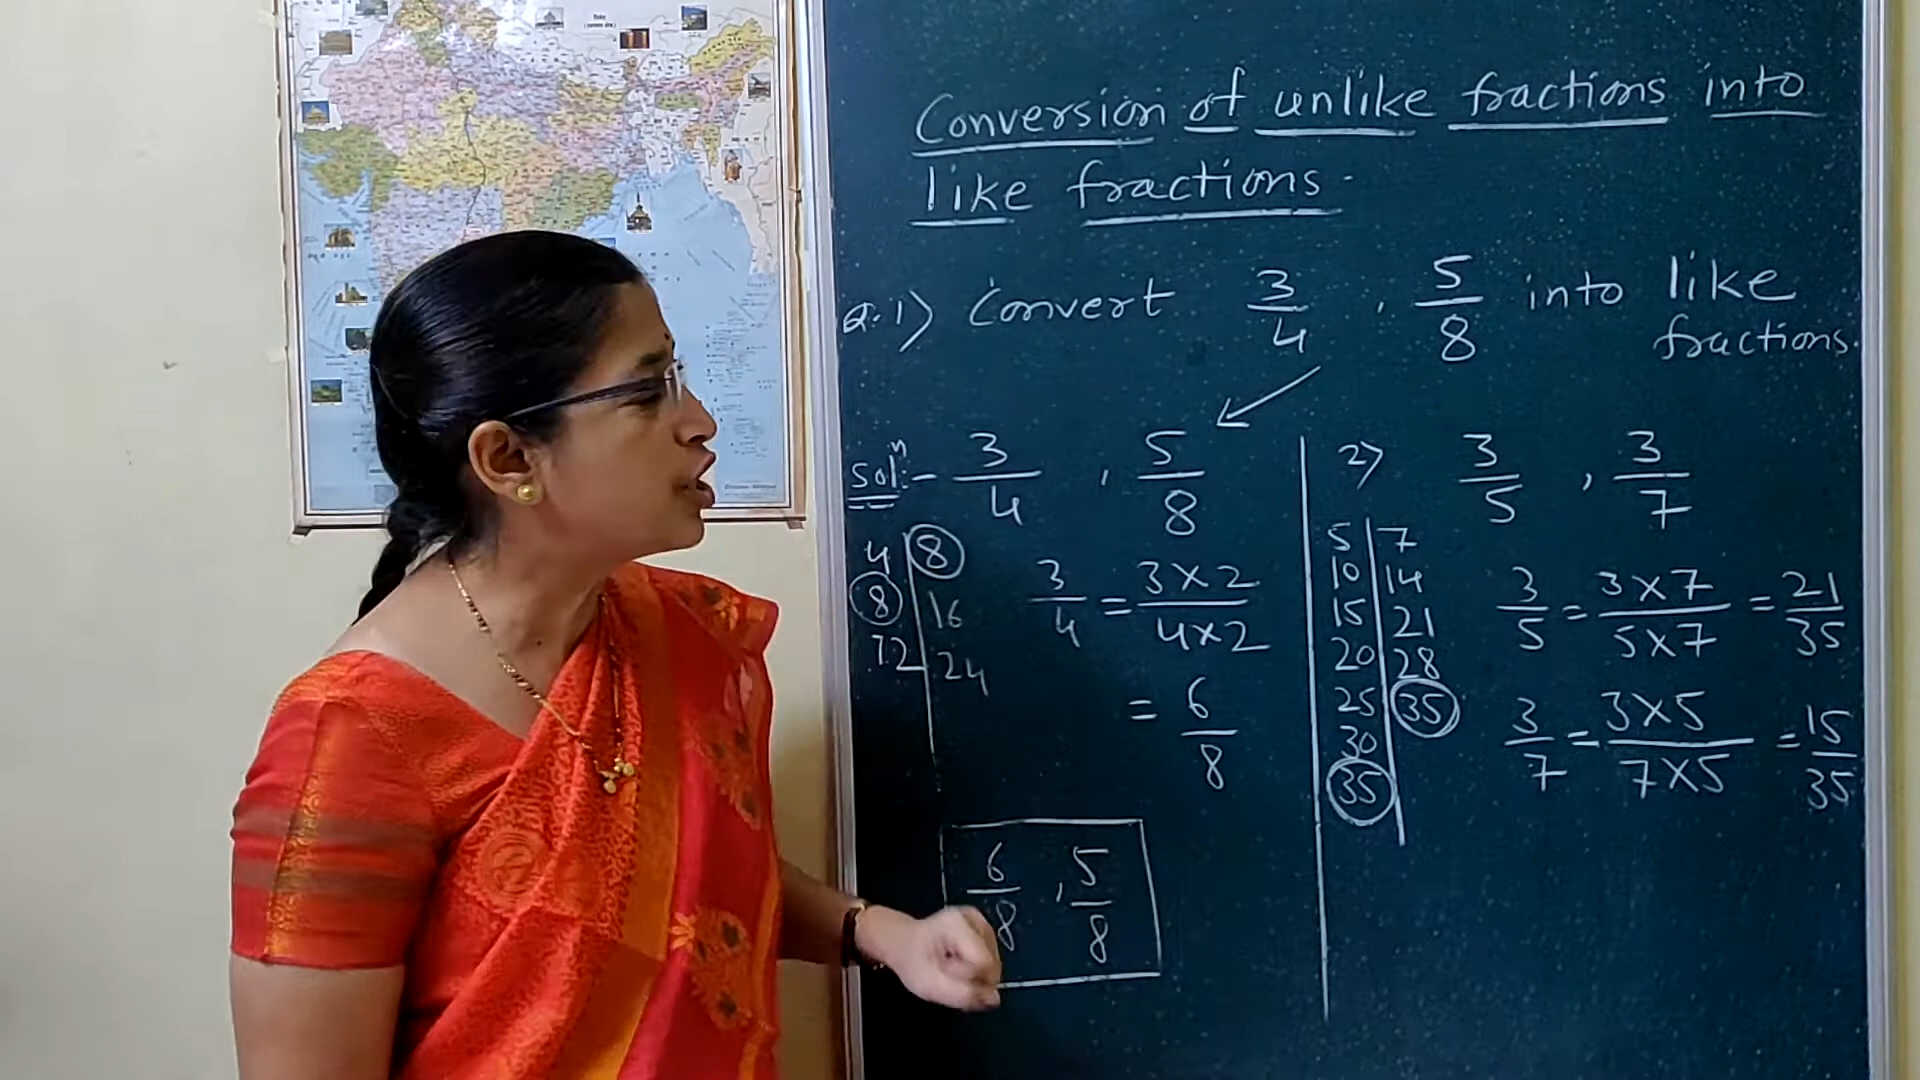 Conversion of unlike fractions into
like fractions.
Q.1) Convert 3/4 , 5/8 into like
fractions.
Solⁿ:- 3/4 , 5/8
4 | 8
8 | 16
12 | 24
3/4 = 3×2/4×2
= 6/8
6/8 , 5/8
2) 3/5 , 3/7
5 | 7
10 | 14
15 | 21
20 | 28
25 | 35
30
35
3/5 = 3×7/5×7 = 21/35
3/7 = 3×5/7×5 = 15/35